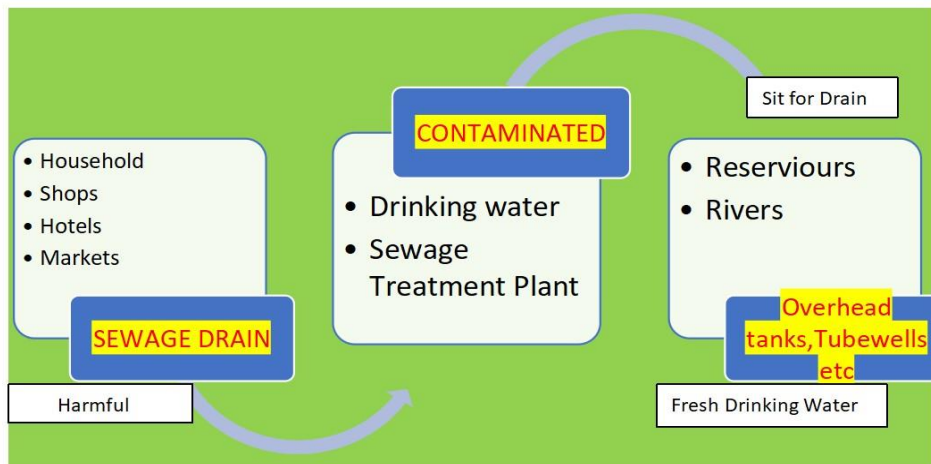 • Household
• Shops
• Hotels
• Markets
SEWAGE DRAIN
Harmful
CONTAMINATED
• Drinking water
• Sewage
Treatment Plant
Sit for Drain
• Reserviours
• Rivers
Overhead
tanks,Tubewells
etc
Fresh Drinking Water